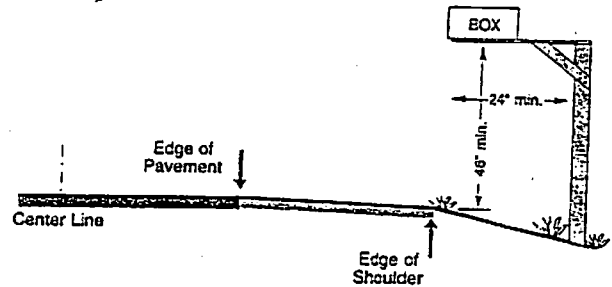 BOX
24" min.
46" min.
Edge of
Pavement
Center Line
Edge of
Shoulder